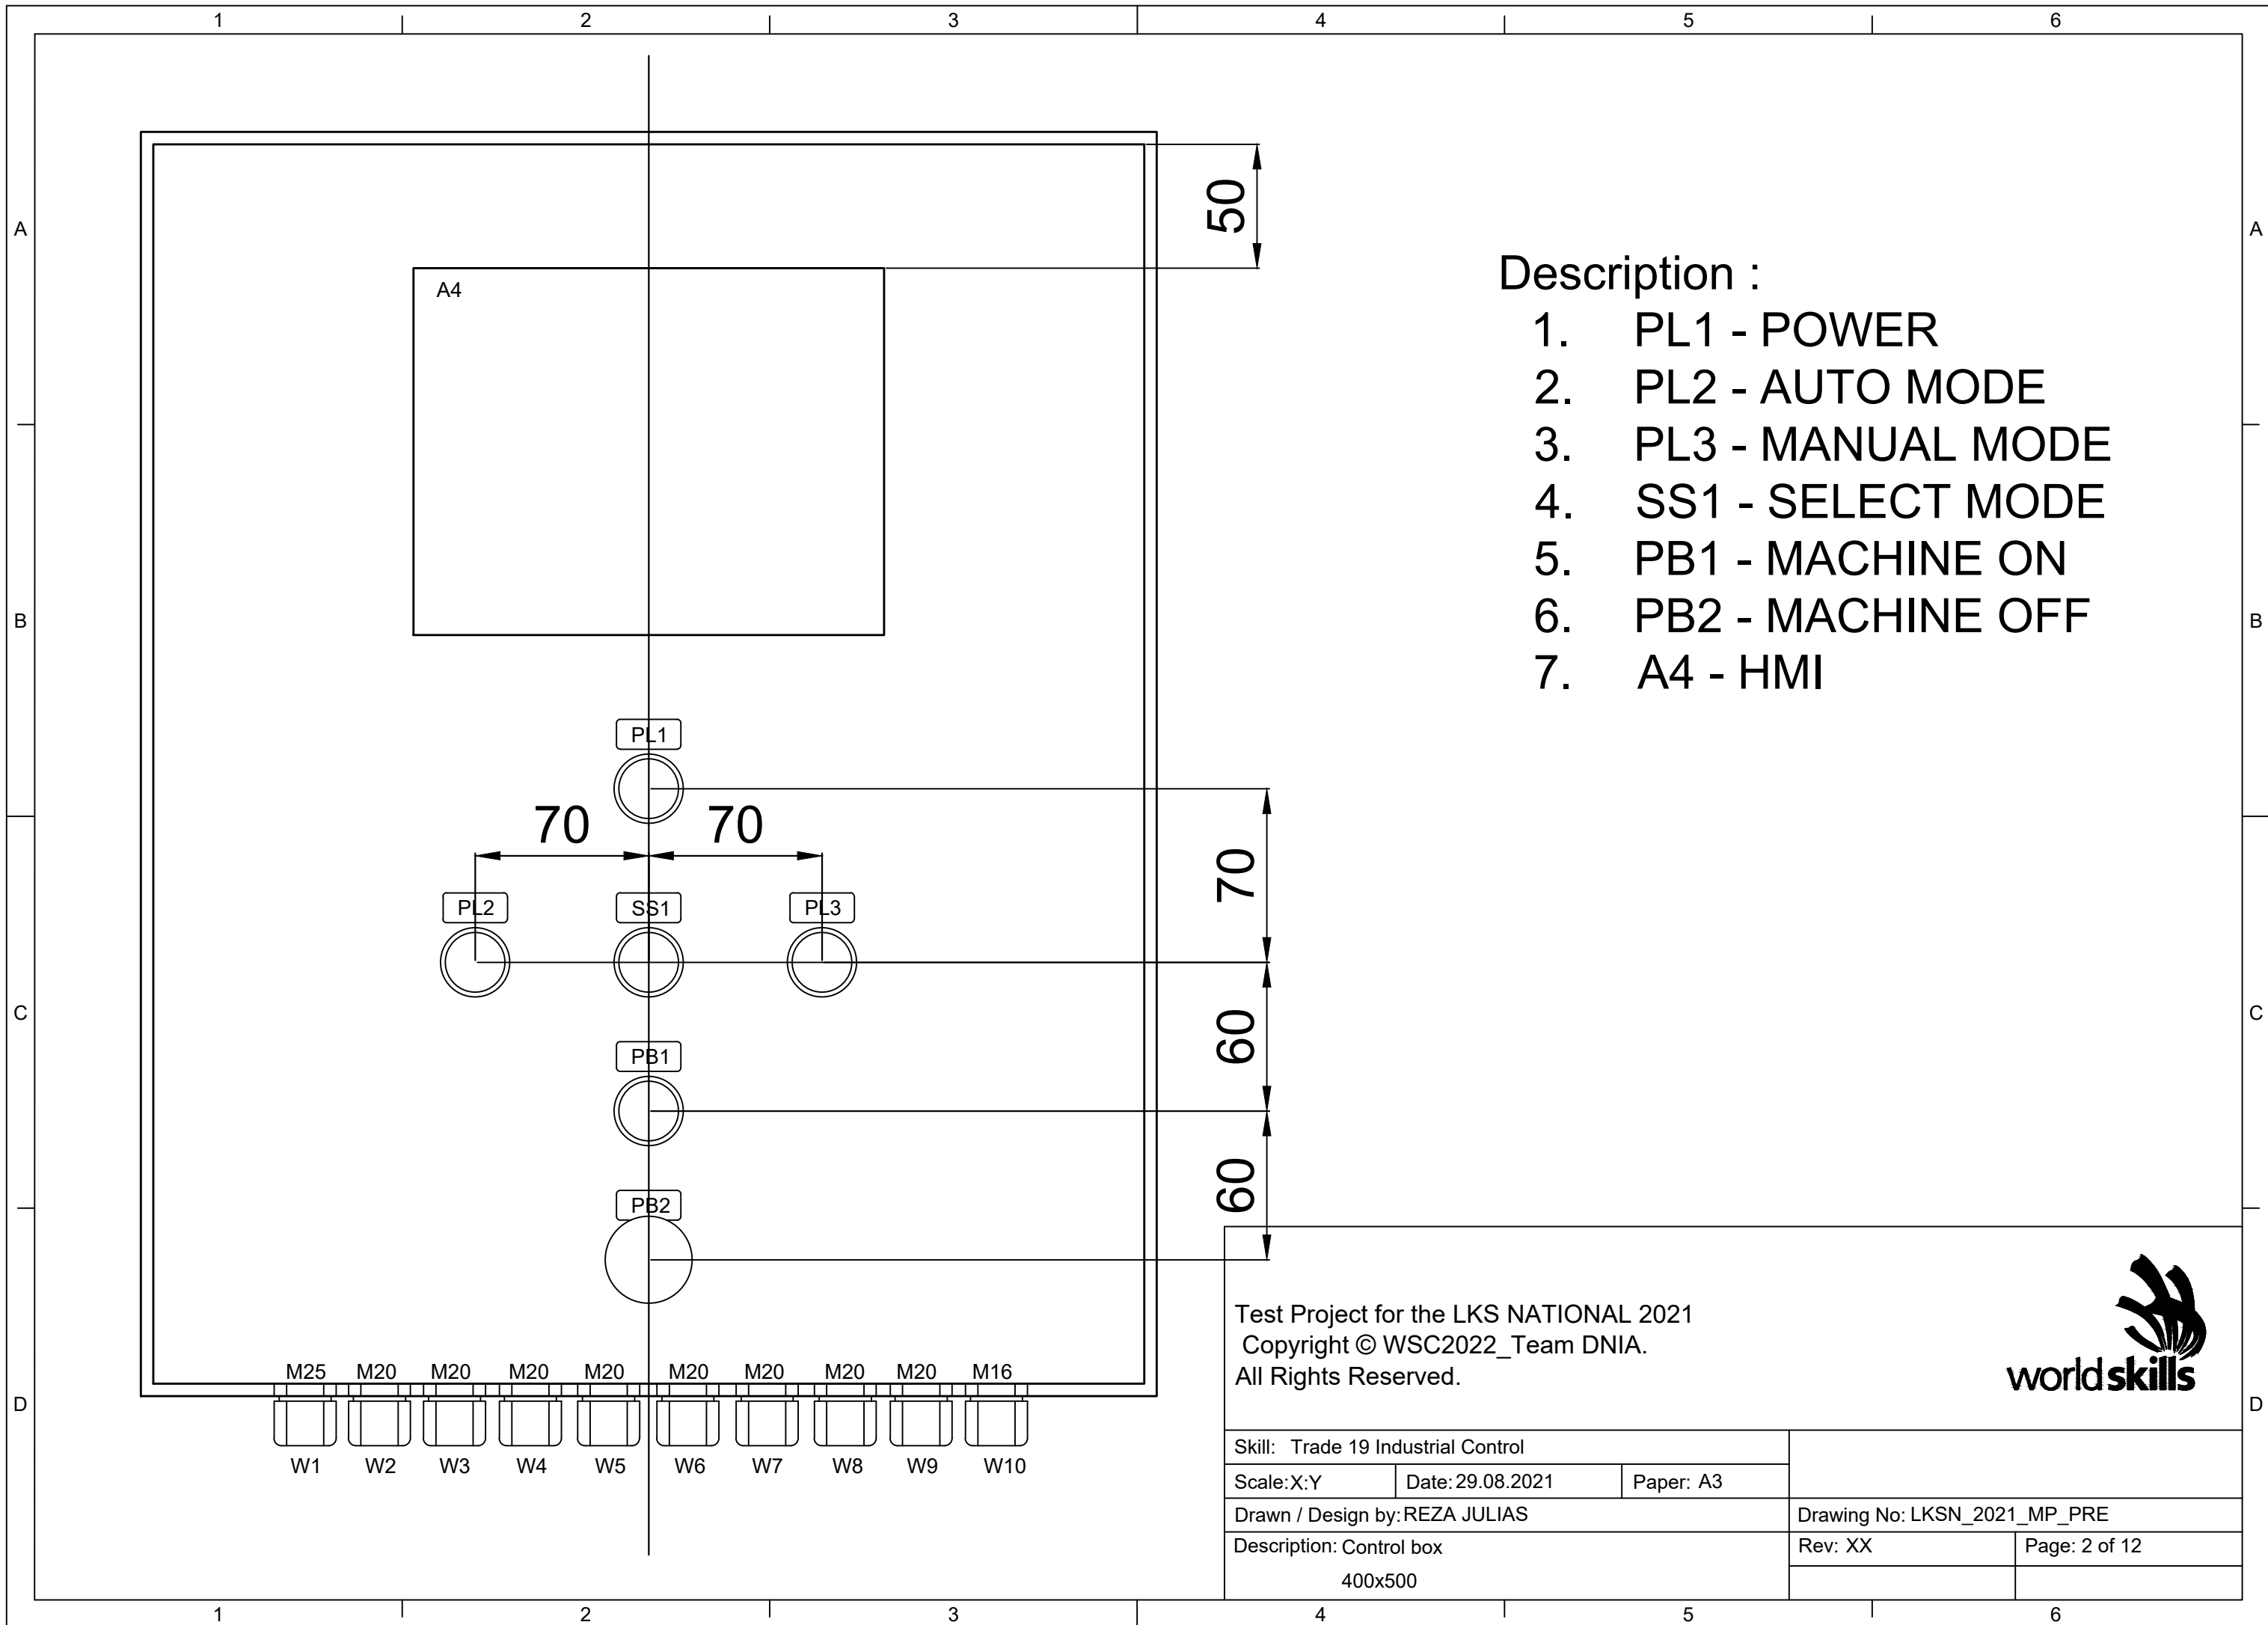 1 2 3 4 5 6
A A
B B
C C
D D
50
A4
Description :
1. PL1 - POWER
2. PL2 - AUTO MODE
3. PL3 - MANUAL MODE
4. SS1 - SELECT MODE
5. PB1 - MACHINE ON
6. PB2 - MACHINE OFF
7. A4 - HMI
PL1
70 70
70
PL2 SS1 PL3
60
PB1
60
PB2
M25 M20 M20 M20 M20 M20 M20 M20 M20 M16
W1 W2 W3 W4 W5 W6 W7 W8 W9 W10
Test Project for the LKS NATIONAL 2021
Copyright © WSC2022_Team DNIA.
All Rights Reserved.
worldskills
Skill: Trade 19 Industrial Control
Scale:X:Y Date:29.08.2021 Paper: A3
Drawn / Design by:REZA JULIAS Drawing No: LKSN_2021_MP_PRE
Description: Control box Rev: XX Page: 2 of 12
400x500
1 2 3 4 5 6